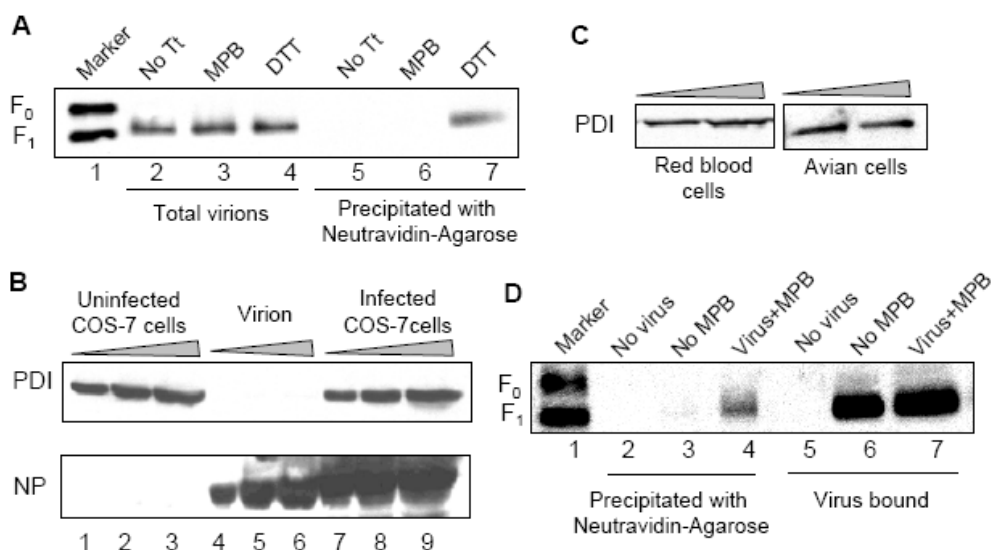 A
Marker
No Tt
MPB
DTT
No Tt
MPB
DTT
F0
F1
1 2 3 4 5 6 7
Total virions
Precipitated with
Neutravidin-Agarose
B
Uninfected
COS-7 cells
Virion
Infected
COS-7cells
PDI
NP
1 2 3 4 5 6 7 8 9
C
PDI
Red blood
cells
Avian cells
D
Marker
No virus
No MPB
Virus+MPB
No virus
No MPB
Virus+MPB
F0
F1
1 2 3 4 5 6 7
Precipitated with
Neutravidin-Agarose
Virus bound